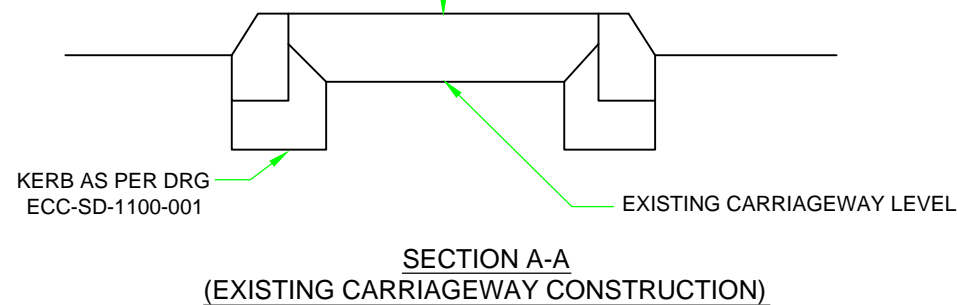 KERB AS PER DRG
ECC-SD-1100-001
EXISTING CARRIAGEWAY LEVEL
SECTION A-A
(EXISTING CARRIAGEWAY CONSTRUCTION)